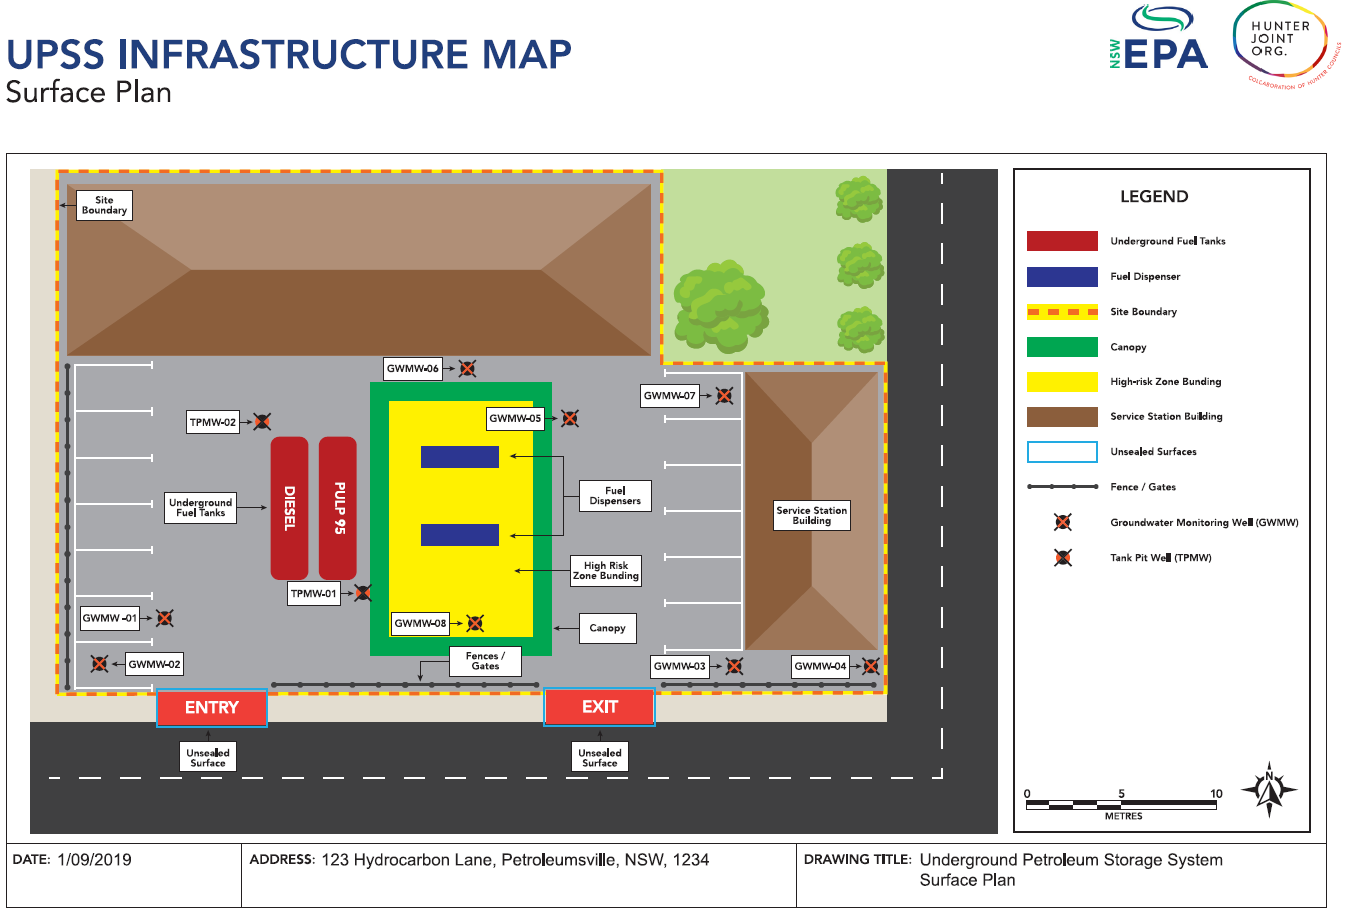 UPSS INFRASTRUCTURE MAP
Surface Plan
NSW
EPA
HUNTER
JOINT
ORG.
COLLABORATION OF HUNTER COUNCILS
Site
Boundary
GWMW-06
GWMW-05
GWMW-07
TPMW-02
Underground
Fuel Tanks
DIESEL
PULP 95
Fuel
Dispensers
Service Station
Building
High Risk
Zone Bunding
TPMW-01
GWMW -01
GWMW-08
Canopy
GWMW-02
Fences /
Gates
GWMW-03
GWMW-04
ENTRY
EXIT
Unsealed
Surface
Unsealed
Surface
LEGEND
Underground Fuel Tanks
Fuel Dispenser
Site Boundary
Canopy
High-risk Zone Bunding
Service Station Building
Unsealed Surfaces
Fence / Gates
Groundwater Monitoring Well (GWMW)
Tank Pit Well (TPMW)
0 5 10
METRES
N
DATE: 1/09/2019
ADDRESS: 123 Hydrocarbon Lane, Petroleumsville, NSW, 1234
DRAWING TITLE: Underground Petroleum Storage System
Surface Plan